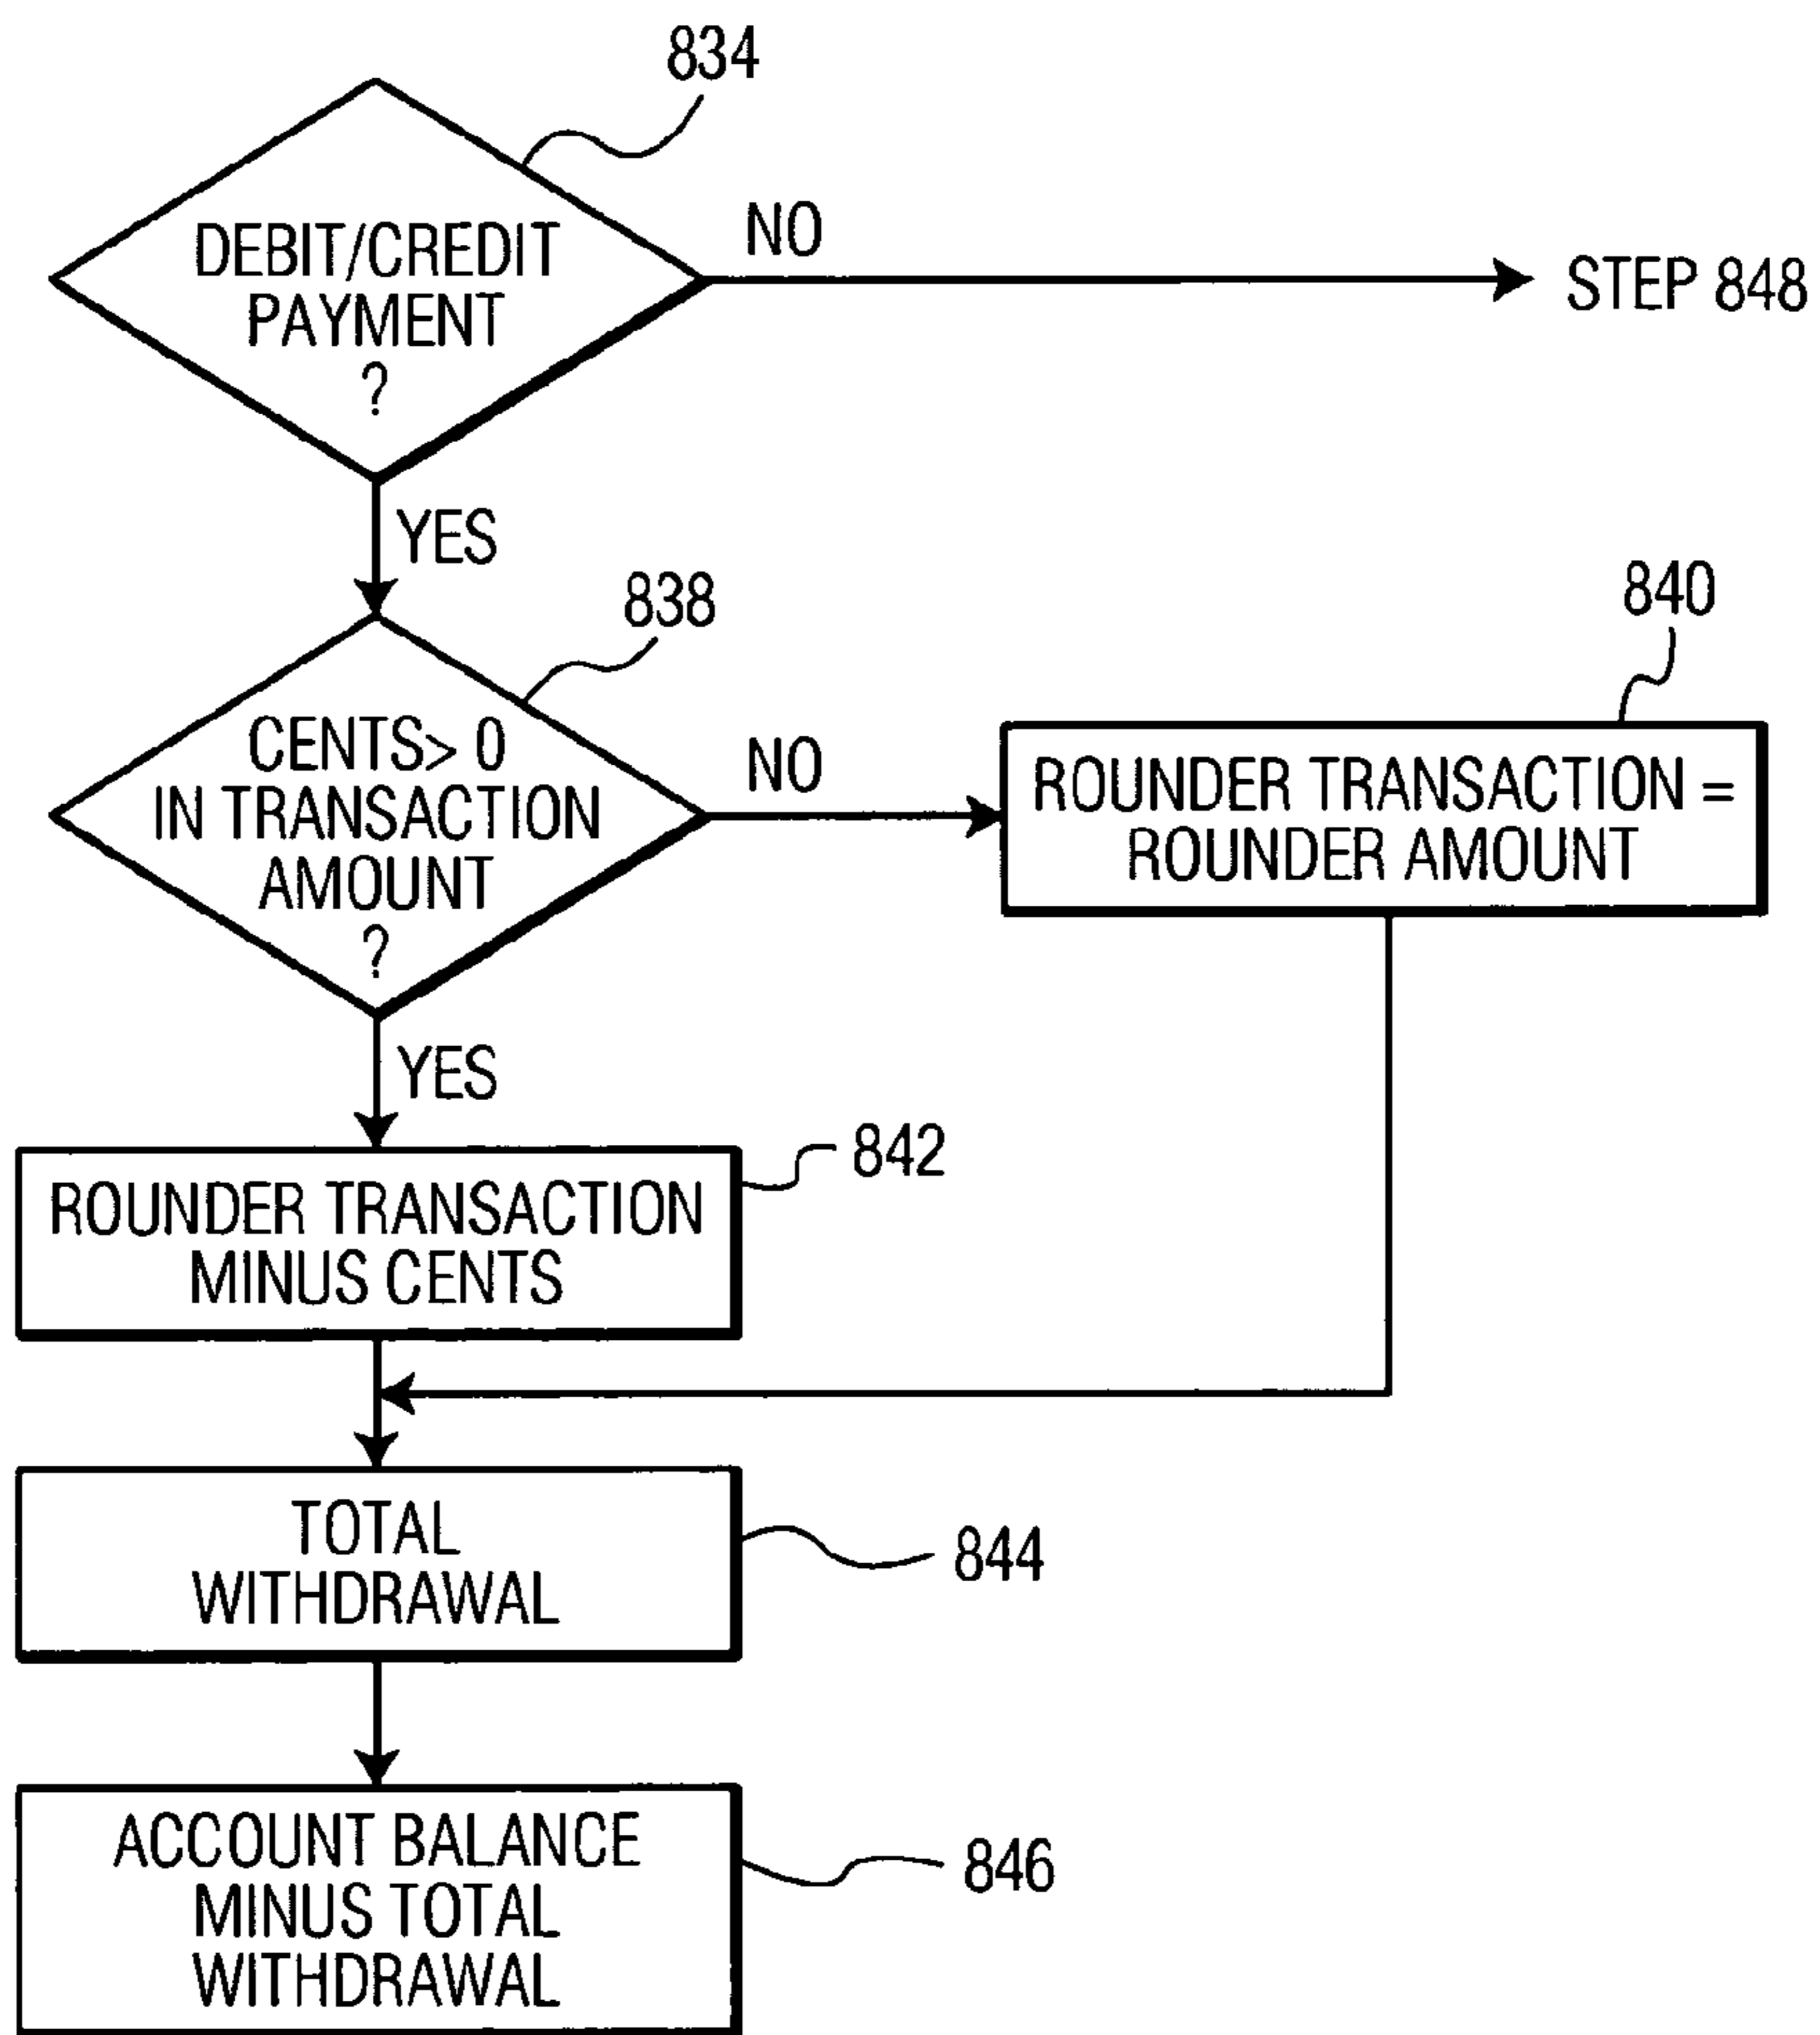 834
DEBIT/CREDIT
PAYMENT
?
NO
STEP 848
YES
838
CENTS> 0
IN TRANSACTION
AMOUNT
?
NO
840
ROUNDER TRANSACTION =
ROUNDER AMOUNT
YES
842
ROUNDER TRANSACTION
MINUS CENTS
TOTAL
WITHDRAWAL
844
ACCOUNT BALANCE
MINUS TOTAL
WITHDRAWAL
846